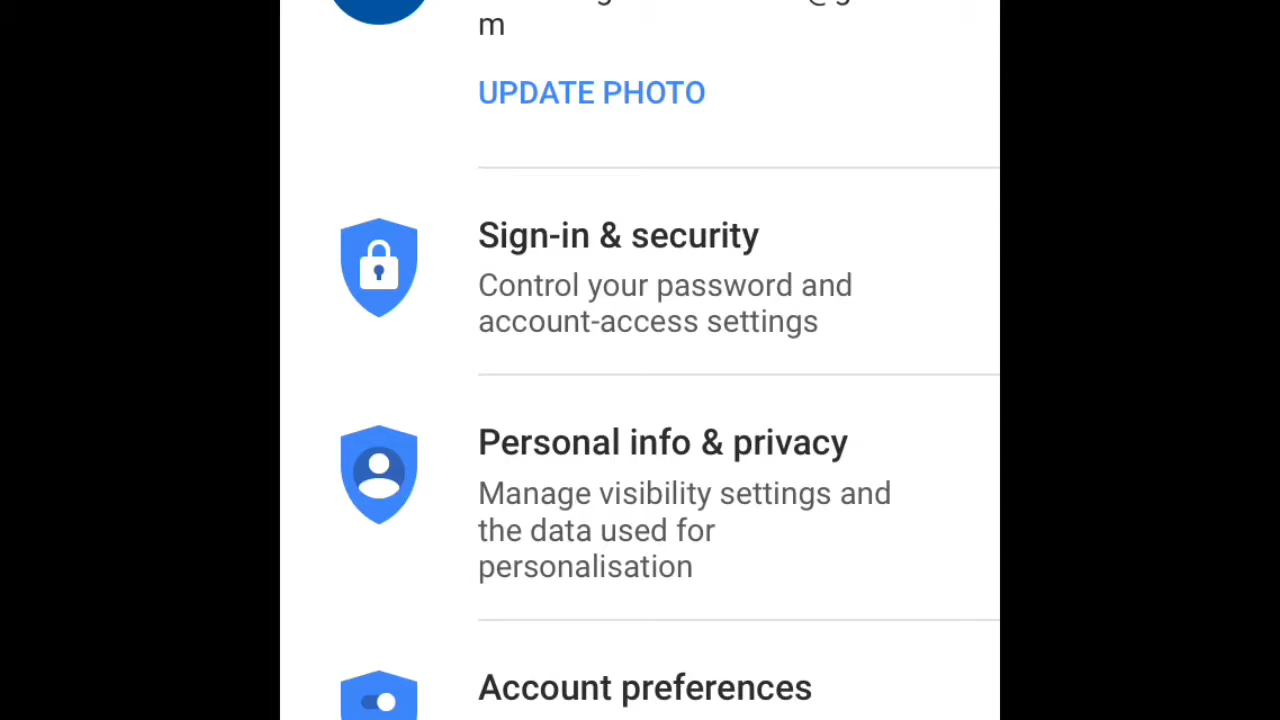 m
UPDATE PHOTO
Sign-in & security
Control your password and
account-access settings
Personal info & privacy
Manage visibility settings and
the data used for
personalisation
Account preferences